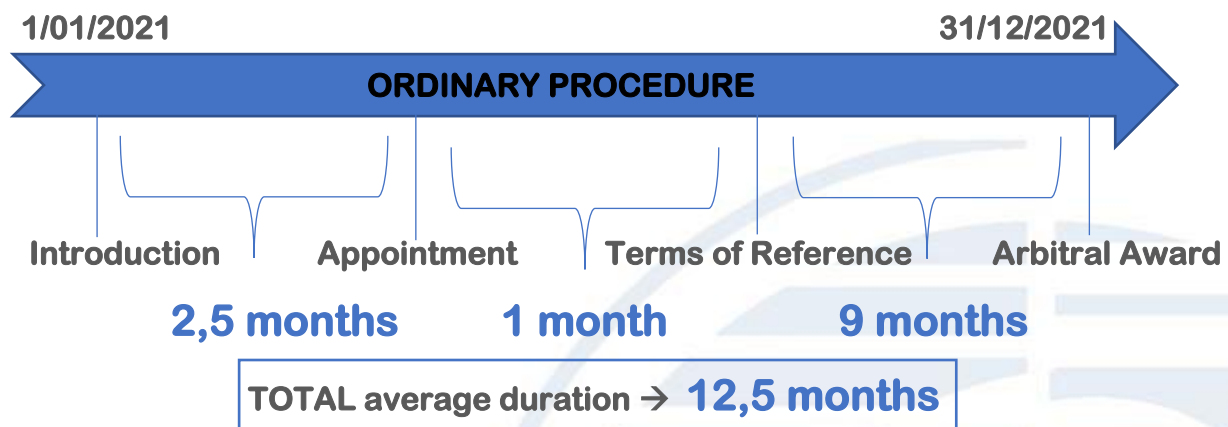 1/01/2021 31/12/2021
ORDINARY PROCEDURE
Introduction Appointment Terms of Reference Arbitral Award
2,5 months 1 month 9 months
TOTAL average duration → 12,5 months